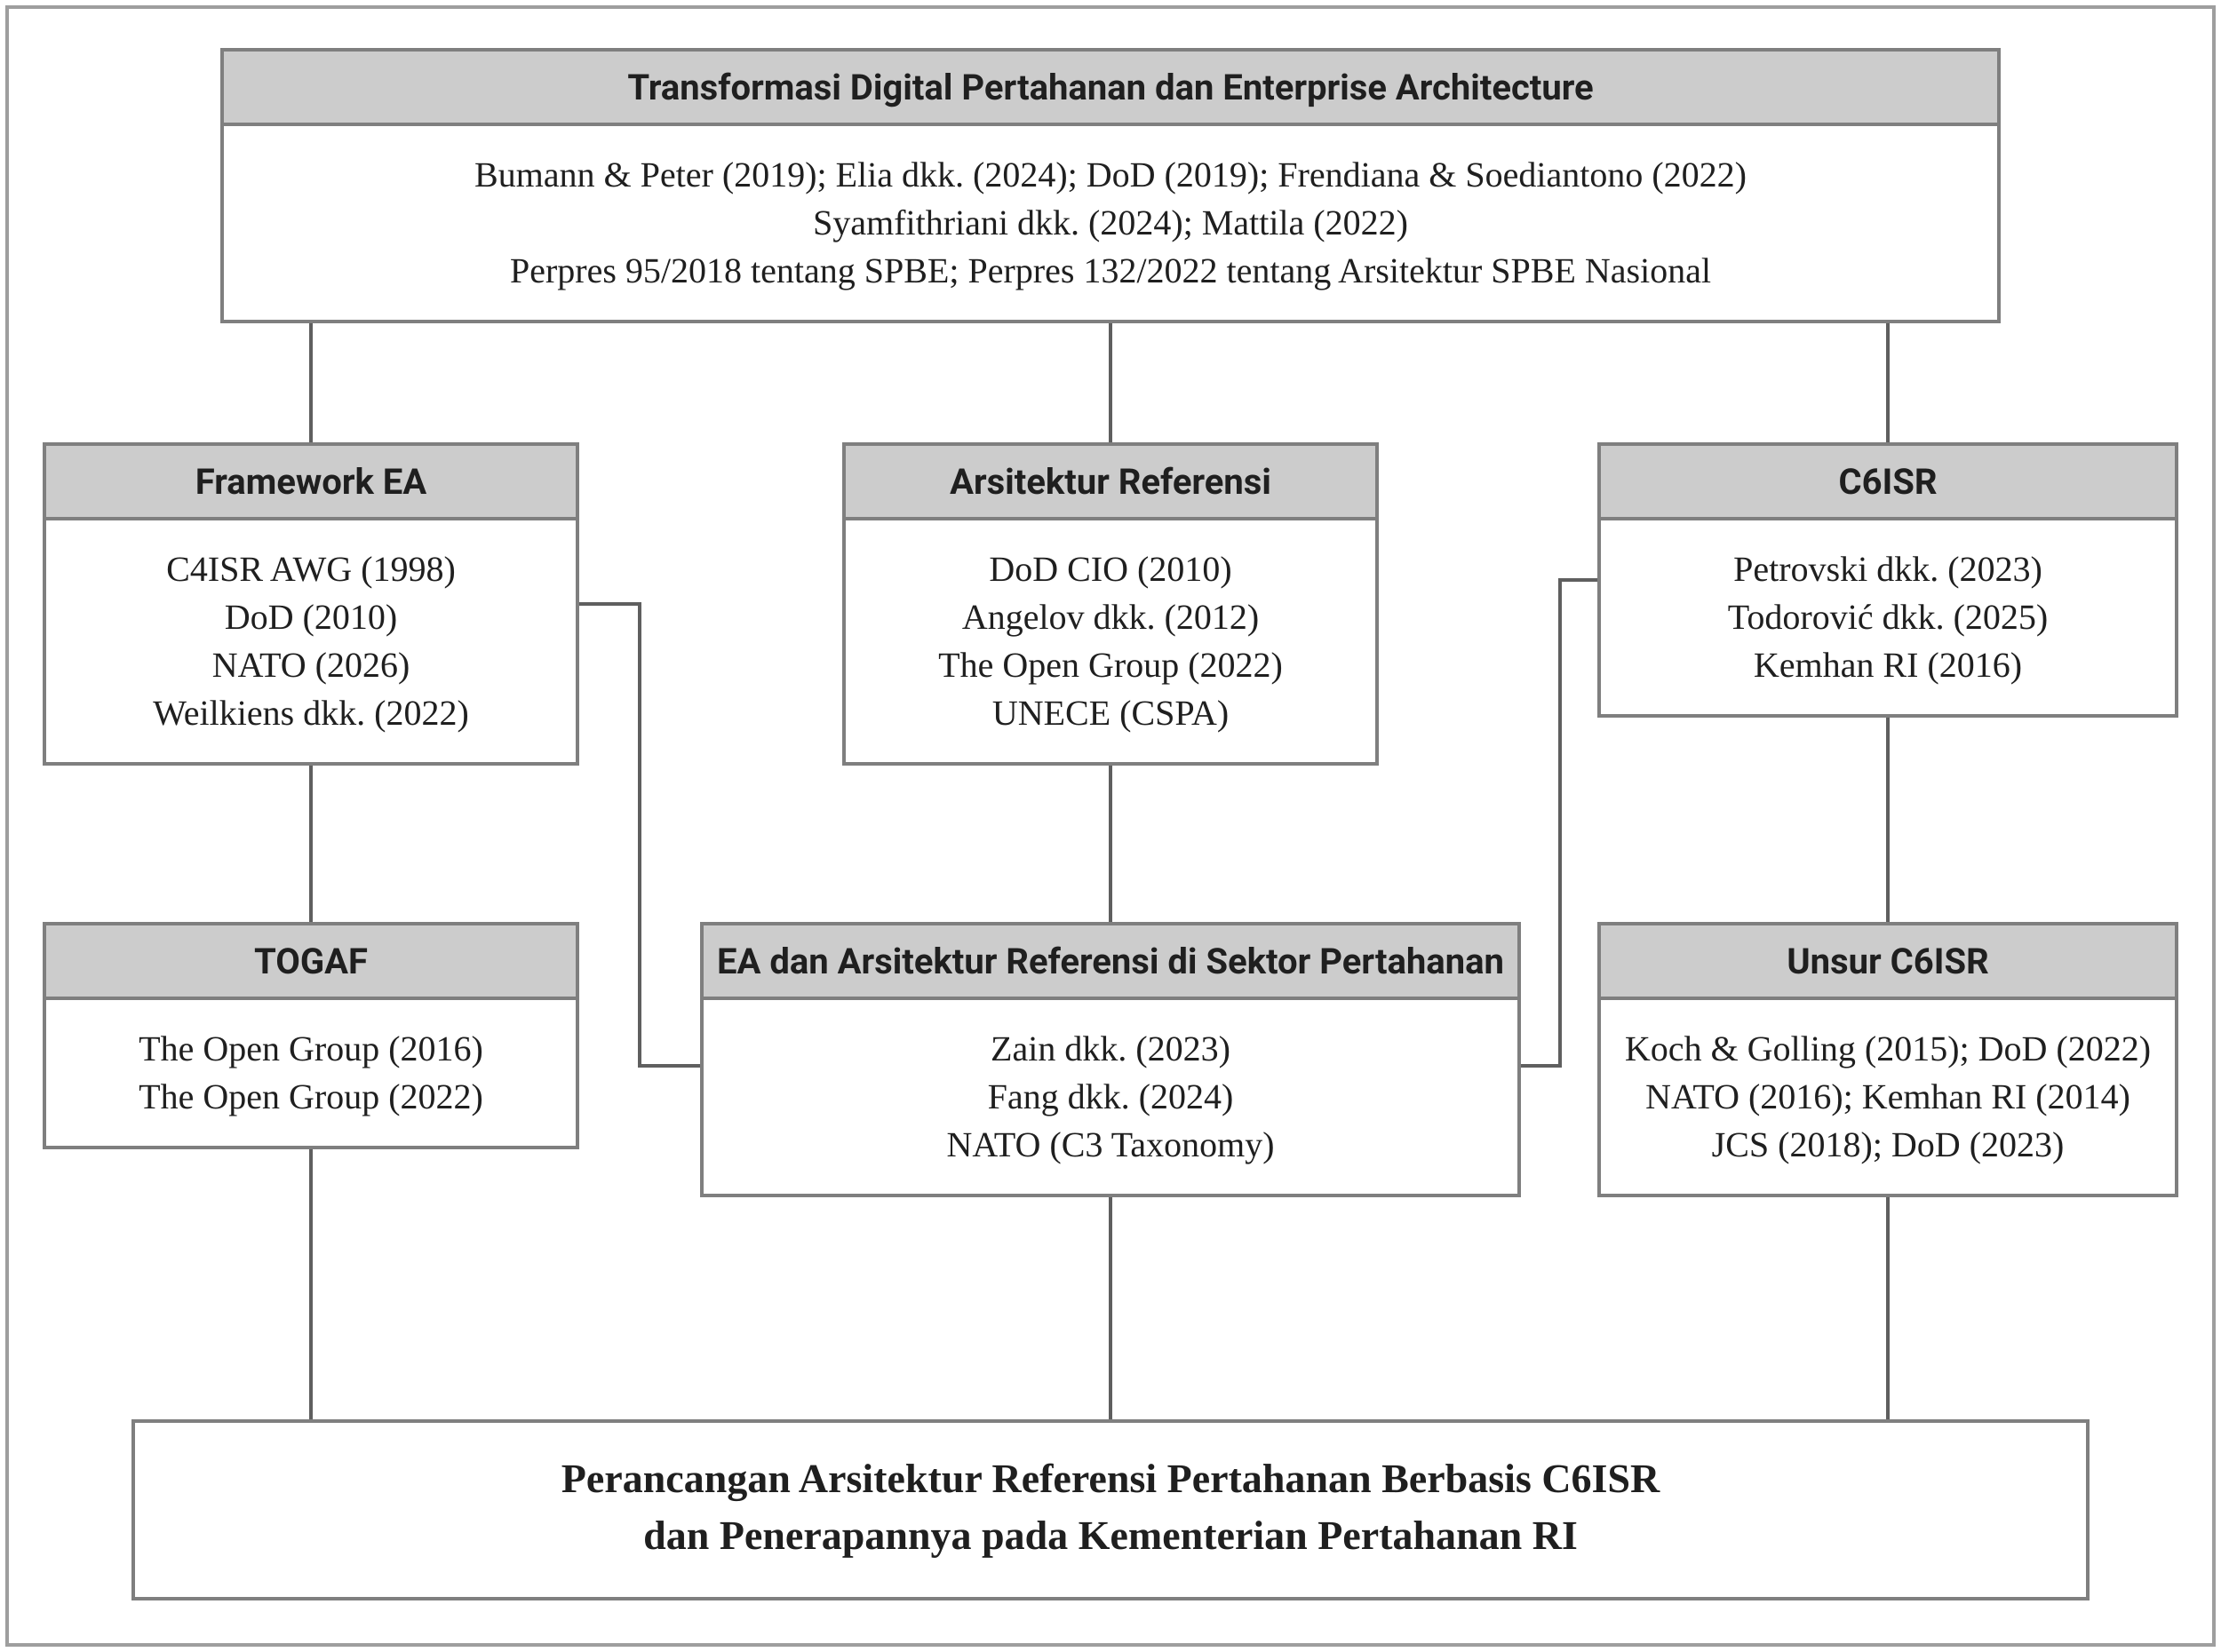 Transformasi Digital Pertahanan dan Enterprise Architecture
Bumann & Peter (2019); Elia dkk. (2024); DoD (2019); Frendiana & Soediantono (2022)
Syamfithriani dkk. (2024); Mattila (2022)
Perpres 95/2018 tentang SPBE; Perpres 132/2022 tentang Arsitektur SPBE Nasional
Framework EA
C4ISR AWG (1998)
DoD (2010)
NATO (2026)
Weilkiens dkk. (2022)
Arsitektur Referensi
DoD CIO (2010)
Angelov dkk. (2012)
The Open Group (2022)
UNECE (CSPA)
C6ISR
Petrovski dkk. (2023)
Todorović dkk. (2025)
Kemhan RI (2016)
TOGAF
The Open Group (2016)
The Open Group (2022)
EA dan Arsitektur Referensi di Sektor Pertahanan
Zain dkk. (2023)
Fang dkk. (2024)
NATO (C3 Taxonomy)
Unsur C6ISR
Koch & Golling (2015); DoD (2022)
NATO (2016); Kemhan RI (2014)
JCS (2018); DoD (2023)
Perancangan Arsitektur Referensi Pertahanan Berbasis C6ISR
dan Penerapannya pada Kementerian Pertahanan RI